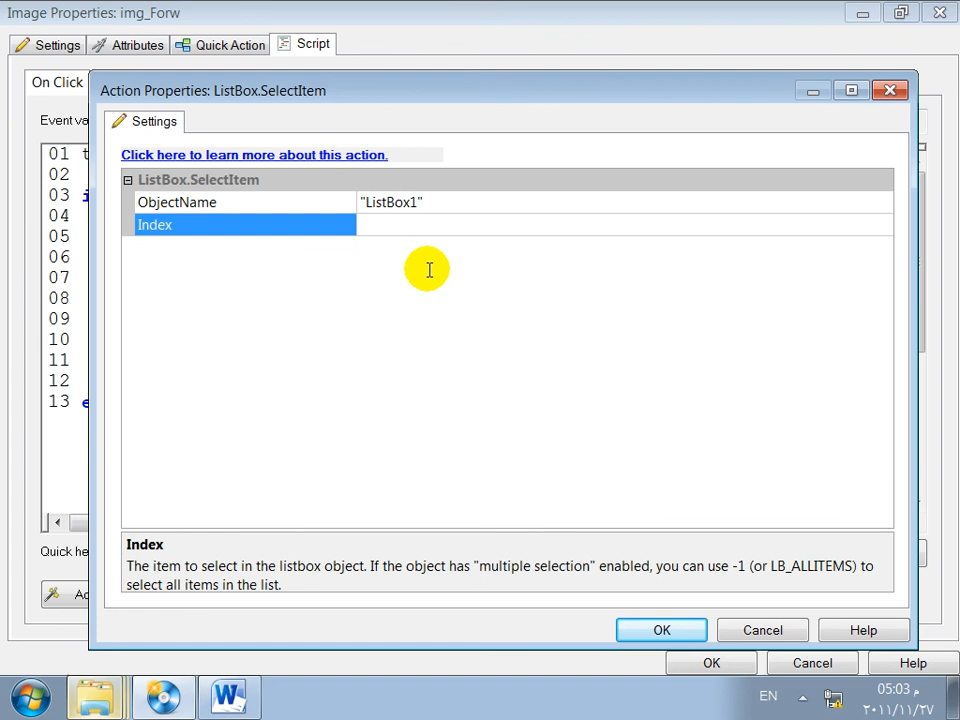 Image Properties: img_Forw
Settings Attributes Quick Action Script
On Click
Action Properties: ListBox.SelectItem
Settings
Event va
Click here to learn more about this action.
01 t
02
03 i
04
05
06
07
08
09
10
11
12
13 e
ListBox.SelectItem
ObjectName "ListBox1"
Index
Quick he
Index
The item to select in the listbox object. If the object has "multiple selection" enabled, you can use -1 (or LB_ALLITEMS) to
select all items in the list.
OK Cancel Help
OK Cancel Help
EN
05:03 م
٢٠١١/١١/٢٧